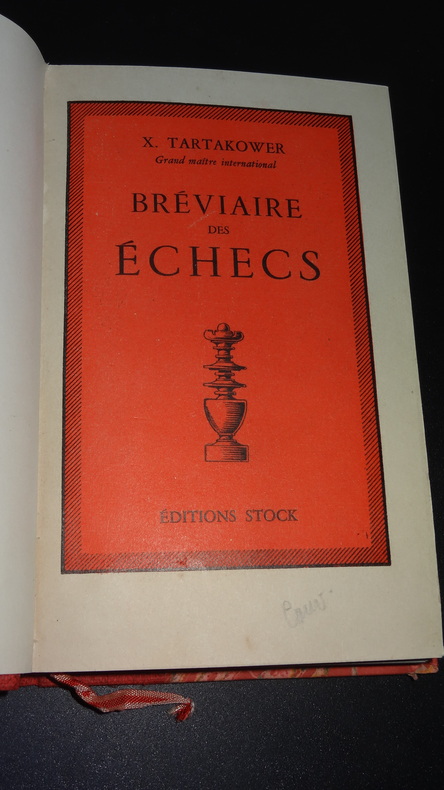 X. TARTAKOWER
Grand maître international
BRÉVIAIRE
DES
ÉCHECS
ÉDITIONS STOCK